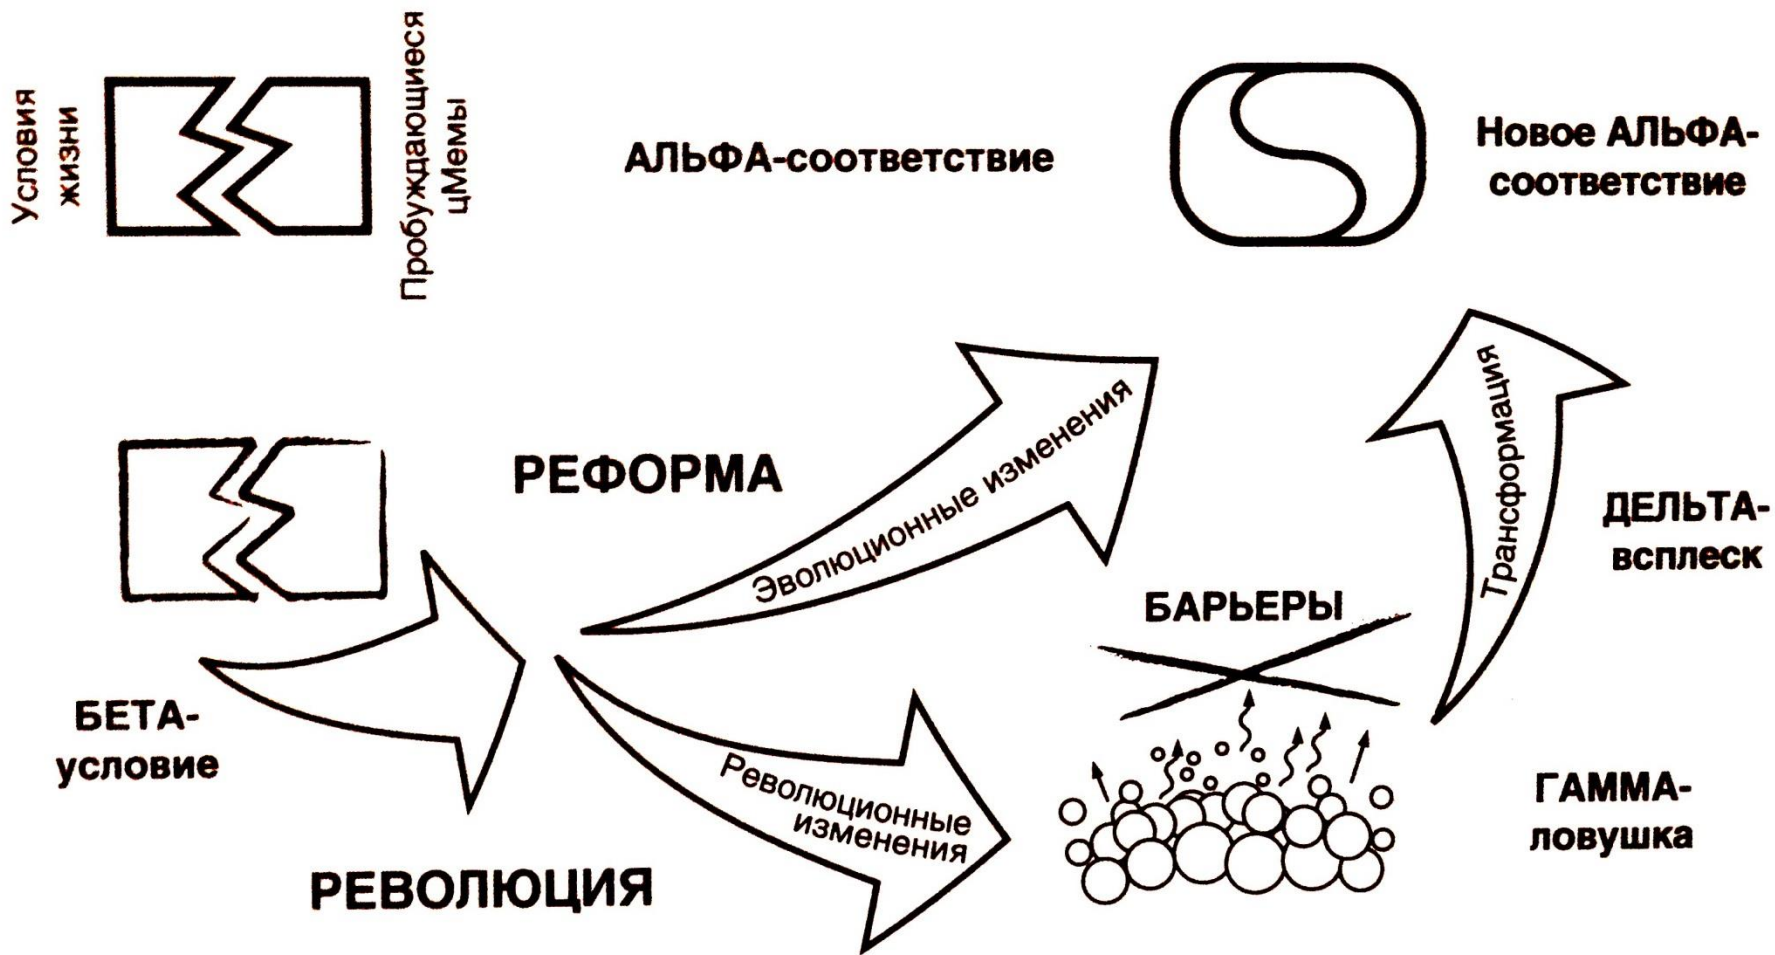 Условия
жизни
Пробуждающиеся
цМемы
АЛЬФА-соответствие
Новое АЛЬФА-
соответствие
РЕФОРМА
Эволюционные изменения
Трансформация
ДЕЛЬТА-
всплеск
БАРЬЕРЫ
БЕТА-
условие
Революционные
изменения
ГАММА-
ловушка
РЕВОЛЮЦИЯ